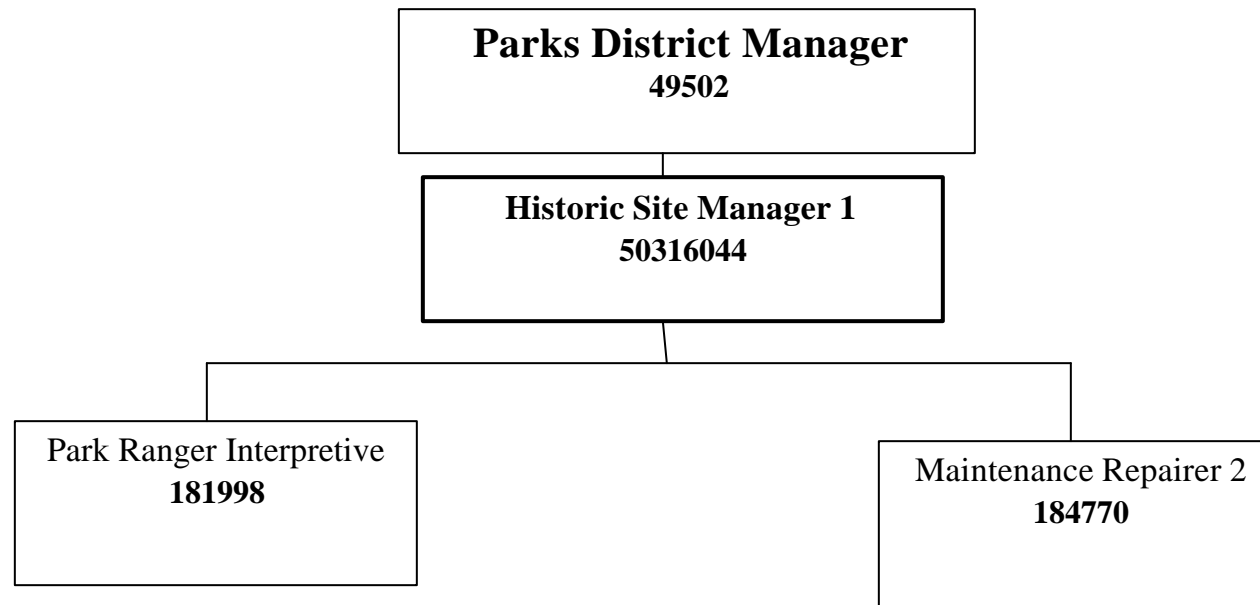 Parks District Manager
49502
Historic Site Manager 1
50316044
Park Ranger Interpretive
181998
Maintenance Repairer 2
184770